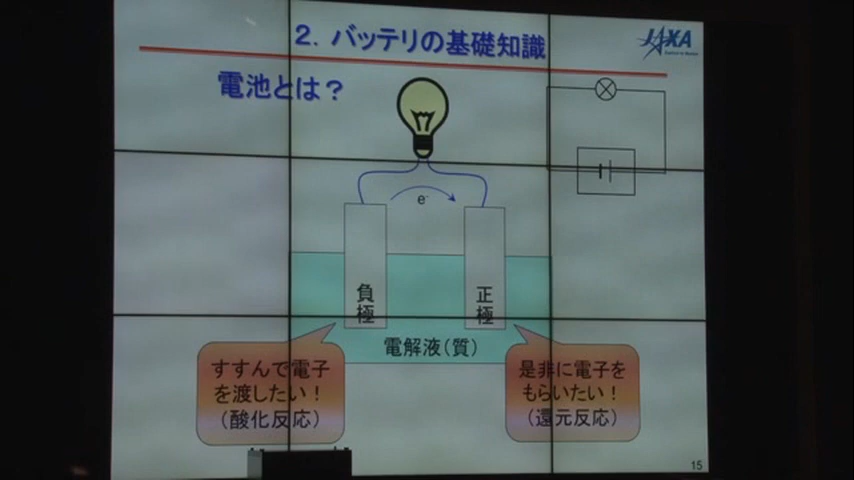 2. バッテリの基礎知識
JAXA
電池とは?
e-
負極
正極
電解液(質)
すすんで電子
を渡したい!
(酸化反応)
是非に電子を
もらいたい!
(還元反応)
15